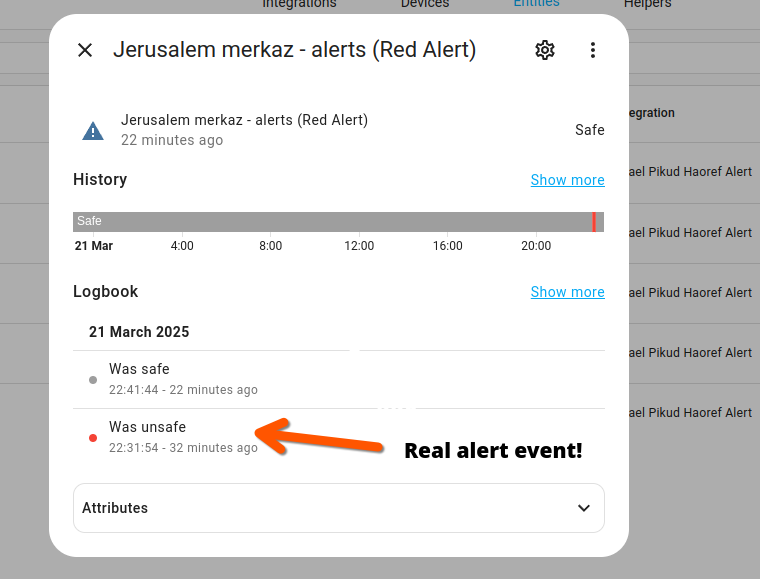 Integrations Devices Entities Helpers
Jerusalem merkaz - alerts (Red Alert)
Jerusalem merkaz - alerts (Red Alert)
22 minutes ago
Safe
History
Show more
Safe
21 Mar 4:00 8:00 12:00 16:00 20:00
Logbook
Show more
21 March 2025
Was safe
22:41:44 - 22 minutes ago
Was unsafe
22:31:54 - 32 minutes ago
Real alert event!
Attributes
egration
ael Pikud Haoref Alert
ael Pikud Haoref Alert
ael Pikud Haoref Alert
ael Pikud Haoref Alert
ael Pikud Haoref Alert